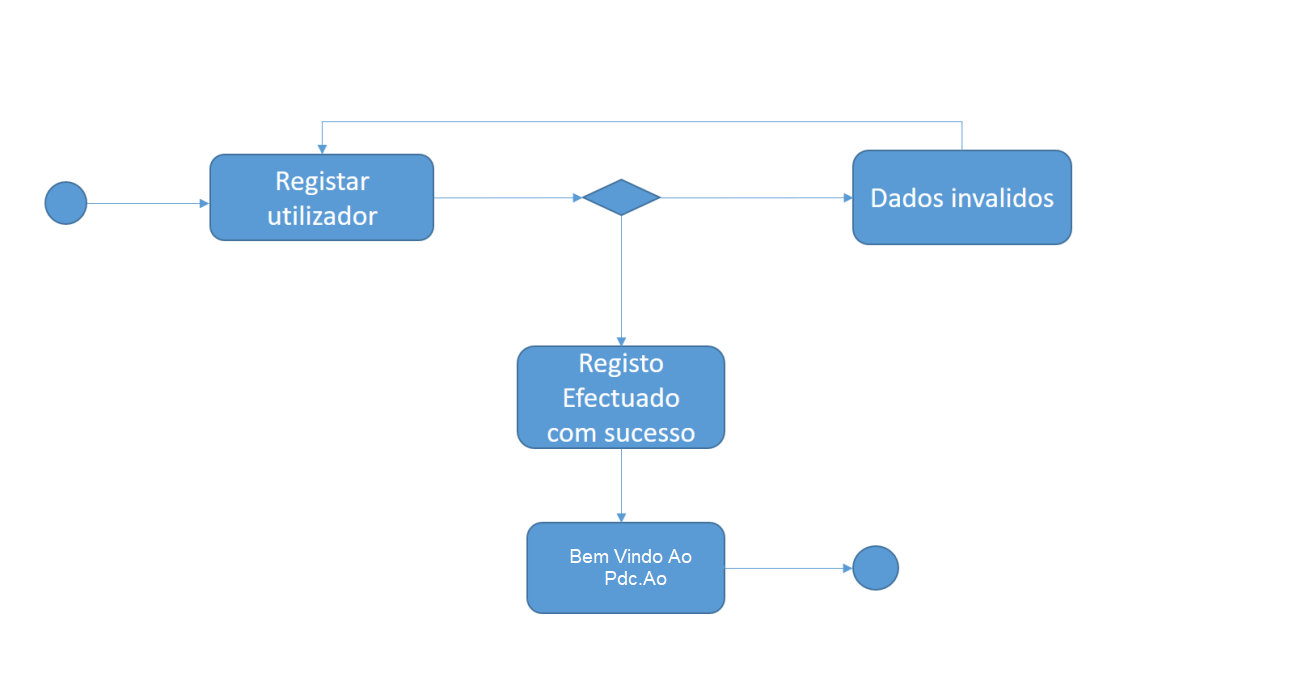 Registar
utilizador
Dados invalidos
Registo
Efectuado
com sucesso
Bem Vindo Ao
Pdc.Ao